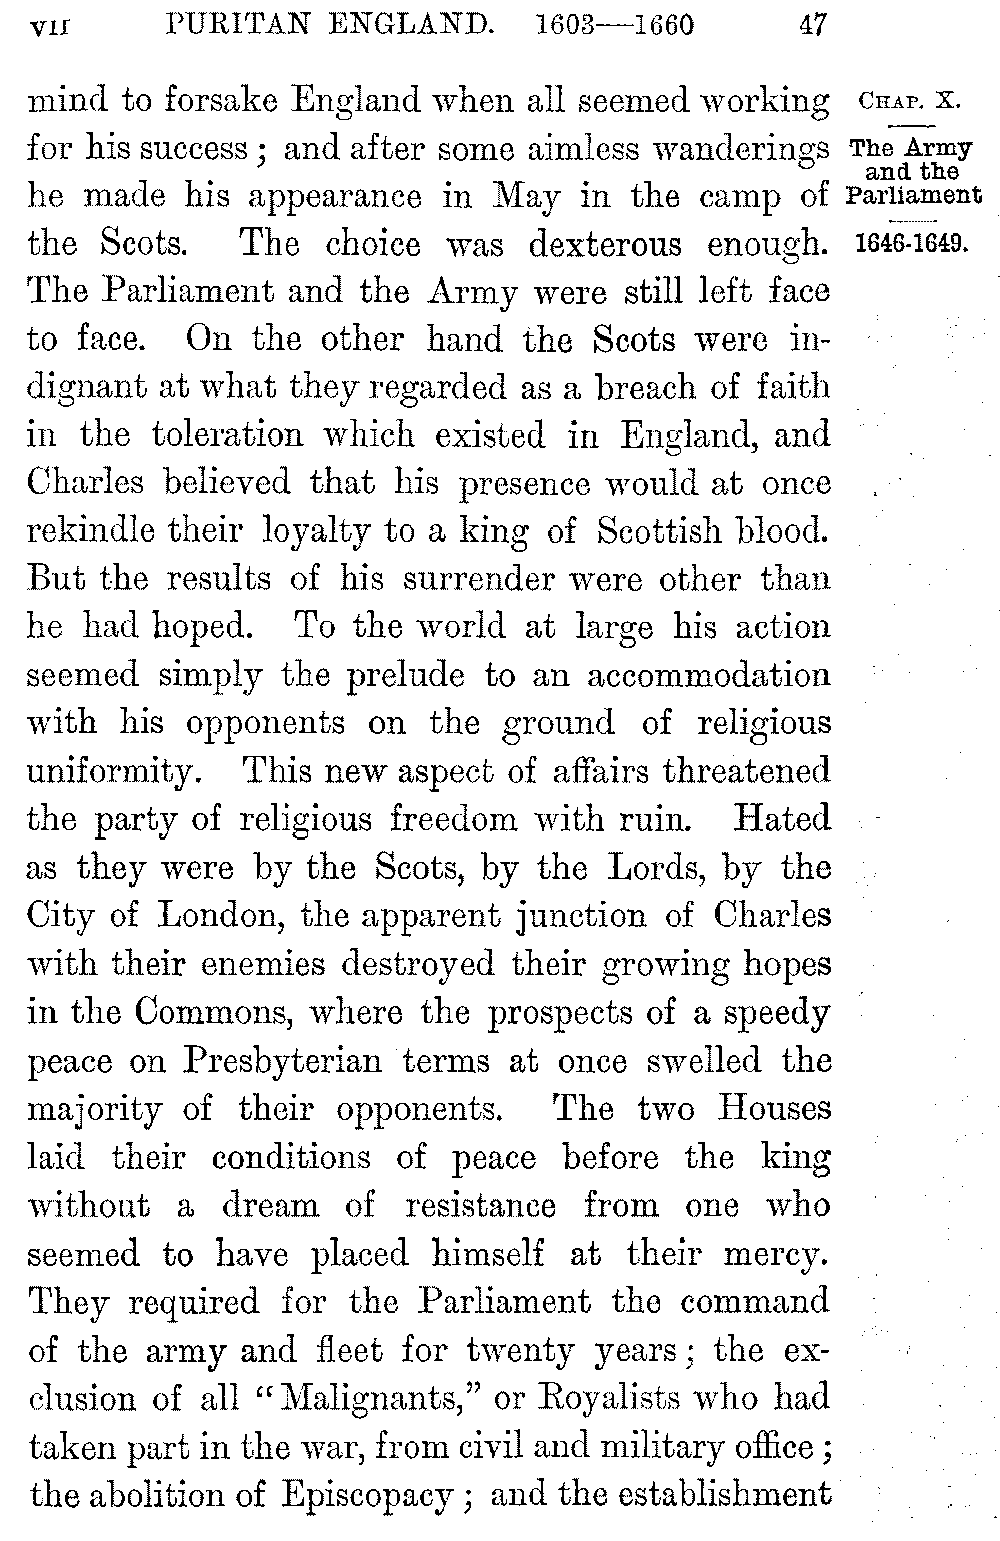 VII PURITAN ENGLAND. 1603—1660 47
mind to forsake England when all seemed working
for his success; and after some aimless wanderings
he made his appearance in May in the camp of
the Scots. The choice was dexterous enough.
The Parliament and the Army were still left face
to face. On the other hand the Scots were in-
dignant at what they regarded as a breach of faith
in the toleration which existed in England, and
Charles believed that his presence would at once
rekindle their loyalty to a king of Scottish blood.
But the results of his surrender were other than
he had hoped. To the world at large his action
seemed simply the prelude to an accommodation
with his opponents on the ground of religious
uniformity. This new aspect of affairs threatened
the party of religious freedom with ruin. Hated
as they were by the Scots, by the Lords, by the
City of London, the apparent junction of Charles
with their enemies destroyed their growing hopes
in the Commons, where the prospects of a speedy
peace on Presbyterian terms at once swelled the
majority of their opponents. The two Houses
laid their conditions of peace before the king
without a dream of resistance from one who
seemed to have placed himself at their mercy.
They required for the Parliament the command
of the army and fleet for twenty years; the ex-
clusion of all "Malignants," or Royalists who had
taken part in the war, from civil and military office;
the abolition of Episcopacy; and the establishment
CHAP. X.
The Army
and the
Parliament
1646-1649.